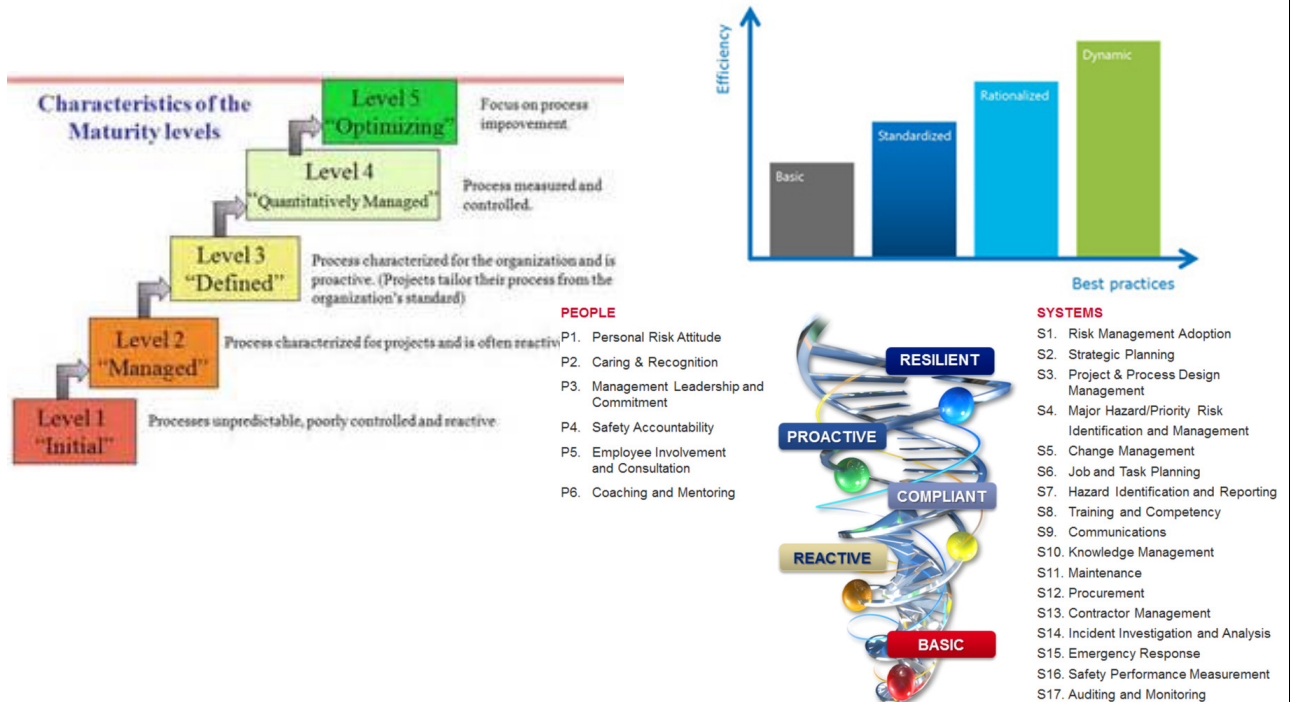 Characteristics of the
Maturity levels
Level 5
"Optimizing"
Focus on process
improvement
Level 4
"Quantitatively Managed"
Process measured and
controlled.
Level 3
"Defined"
Process characterized for the organization and is
proactive. (Projects tailor their process from the
organization's standard)
Level 2
"Managed"
Process characterized for projects and is often reactive
Level 1
"Initial"
Processes unpredictable, poorly controlled and reactive
Efficiency
Basic
Standardized
Rationalized
Dynamic
Best practices
PEOPLE
P1. Personal Risk Attitude
P2. Caring & Recognition
P3. Management Leadership and
Commitment
P4. Safety Accountability
P5. Employee Involvement
and Consultation
P6. Coaching and Mentoring
RESILIENT
PROACTIVE
COMPLIANT
REACTIVE
BASIC
SYSTEMS
S1. Risk Management Adoption
S2. Strategic Planning
S3. Project & Process Design
Management
S4. Major Hazard/Priority Risk
Identification and Management
S5. Change Management
S6. Job and Task Planning
S7. Hazard Identification and Reporting
S8. Training and Competency
S9. Communications
S10. Knowledge Management
S11. Maintenance
S12. Procurement
S13. Contractor Management
S14. Incident Investigation and Analysis
S15. Emergency Response
S16. Safety Performance Measurement
S17. Auditing and Monitoring